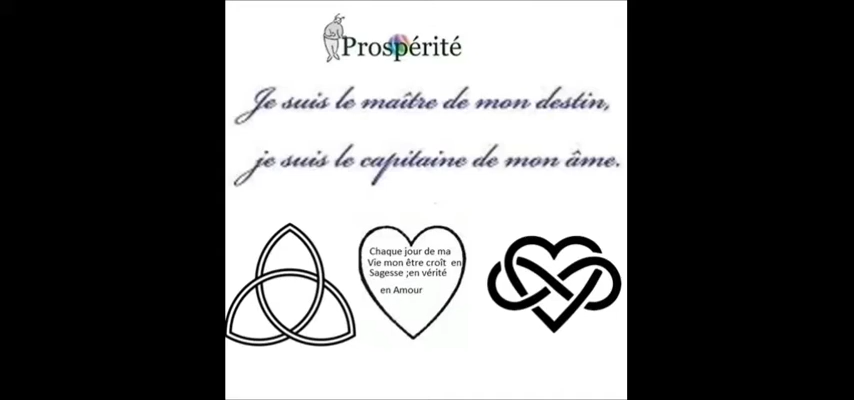 Prospérité
Je suis le maître de mon destin,
je suis le capitaine de mon âme.
Chaque jour de ma
Vie mon être croît en
Sagesse ;en vérité
en Amour